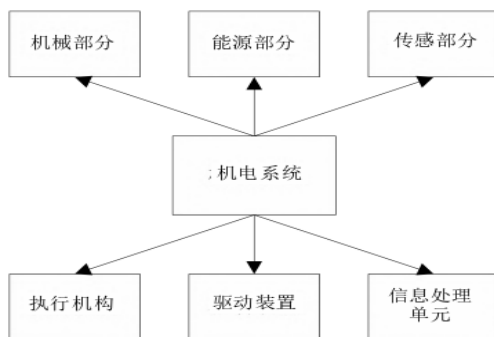 机械部分
能源部分
传感部分
机电系统
执行机构
驱动装置
信息处理
单元